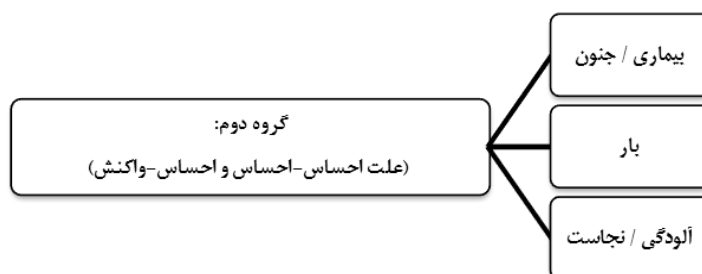 بیماری / جنون
گروه دوم:
(علت احساس-احساس و احساس-واکنش)
بار
آلودگی / نجاست